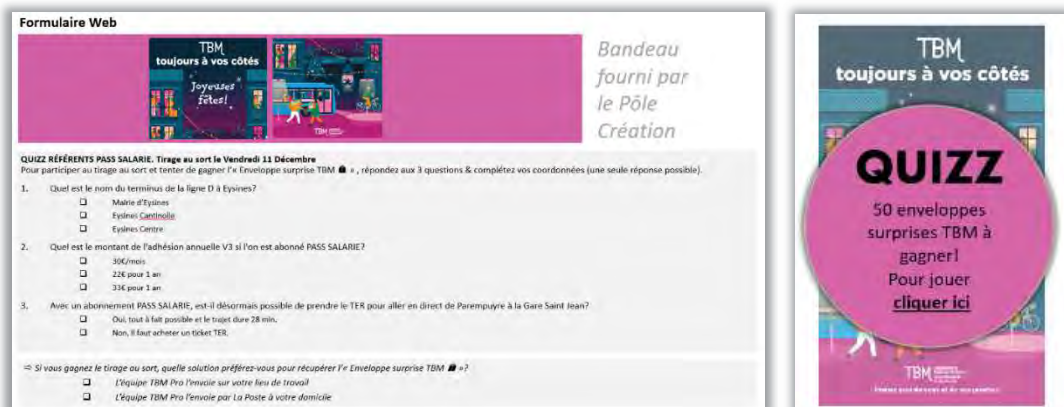 Formulaire Web
TBM
toujours à vos côtés
Joyeuses
fêtes!
TBM
Bandeau
fourni par
le Pôle
Création
QUIZZ RÉFÉRENTS PASS SALARIE. Tirage au sort le Vendredi 11 Décembre
Pour participer au tirage au sort et tenter de gagner l'« Enveloppe surprise TBM », répondez aux 3 questions & complétez vos coordonnées (une seule réponse possible).
1. Quel est le nom du terminus de la ligne D à Eysines?
Mairie d'Eysines
Eysines Cantinolle
Eysines Centre
2. Quel est le montant de l'adhésion annuelle V3 si l'on est abonné PASS SALARIE?
30€/mois
22€ pour 1 an
33€ pour 1 an
3. Avec un abonnement PASS SALARIE, est-il désormais possible de prendre le TER pour aller en direct de Parempuyre à la Gare Saint Jean?
Oui, tout à fait possible et le trajet dure 28 min.
Non, il faut acheter un ticket TER.
⇨ Si vous gagnez le tirage au sort, quelle solution préférez-vous pour récupérer l'« Enveloppe surprise TBM »?
L'équipe TBM Pro l'envoie sur votre lieu de travail
L'équipe TBM Pro l'envoie par La Poste à votre domicile
TBM
toujours à vos côtés
QUIZZ
50 enveloppes
surprises TBM à
gagner!
Pour jouer
cliquer ici
TBM